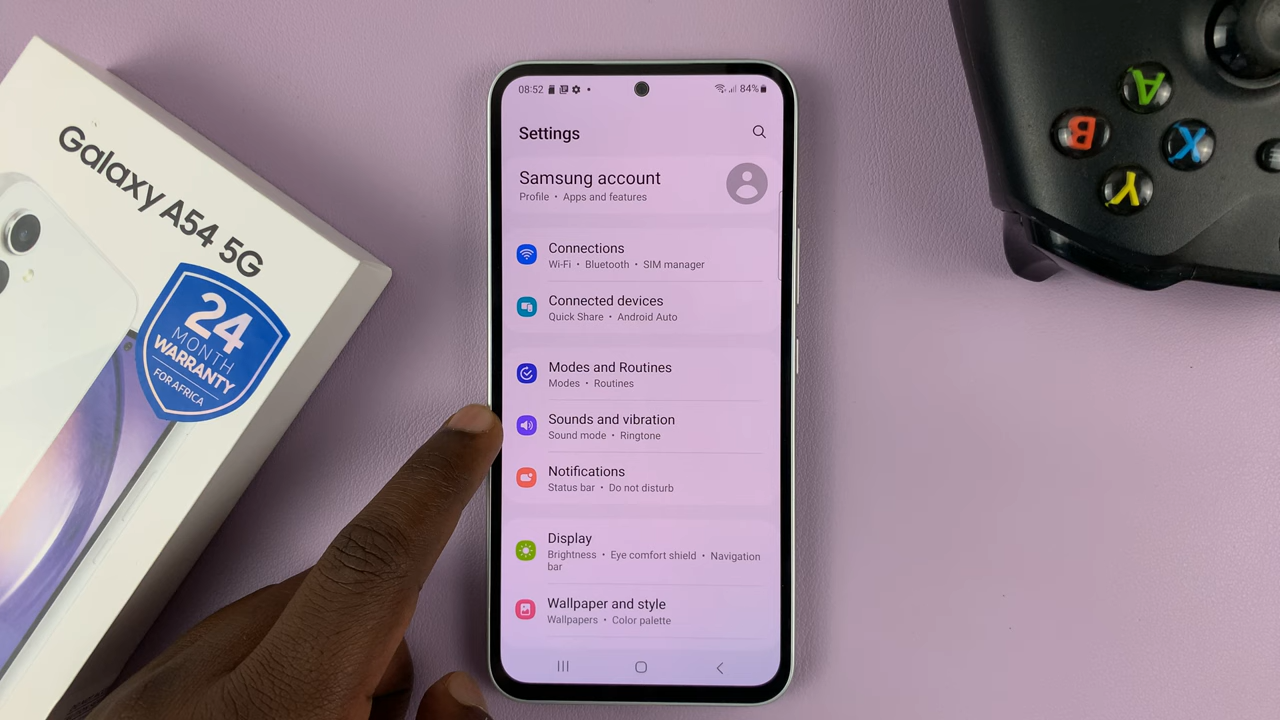 Galaxy A54 5G
24
MONTH
WARRANTY
FOR AFRICA
08:52
84%
Settings
Samsung account
Profile • Apps and features
Connections
Wi-Fi • Bluetooth • SIM manager
Connected devices
Quick Share • Android Auto
Modes and Routines
Modes • Routines
Sounds and vibration
Sound mode • Ringtone
Notifications
Status bar • Do not disturb
Display
Brightness • Eye comfort shield • Navigation
bar
Wallpaper and style
Wallpapers • Color palette
A
B
X
Y